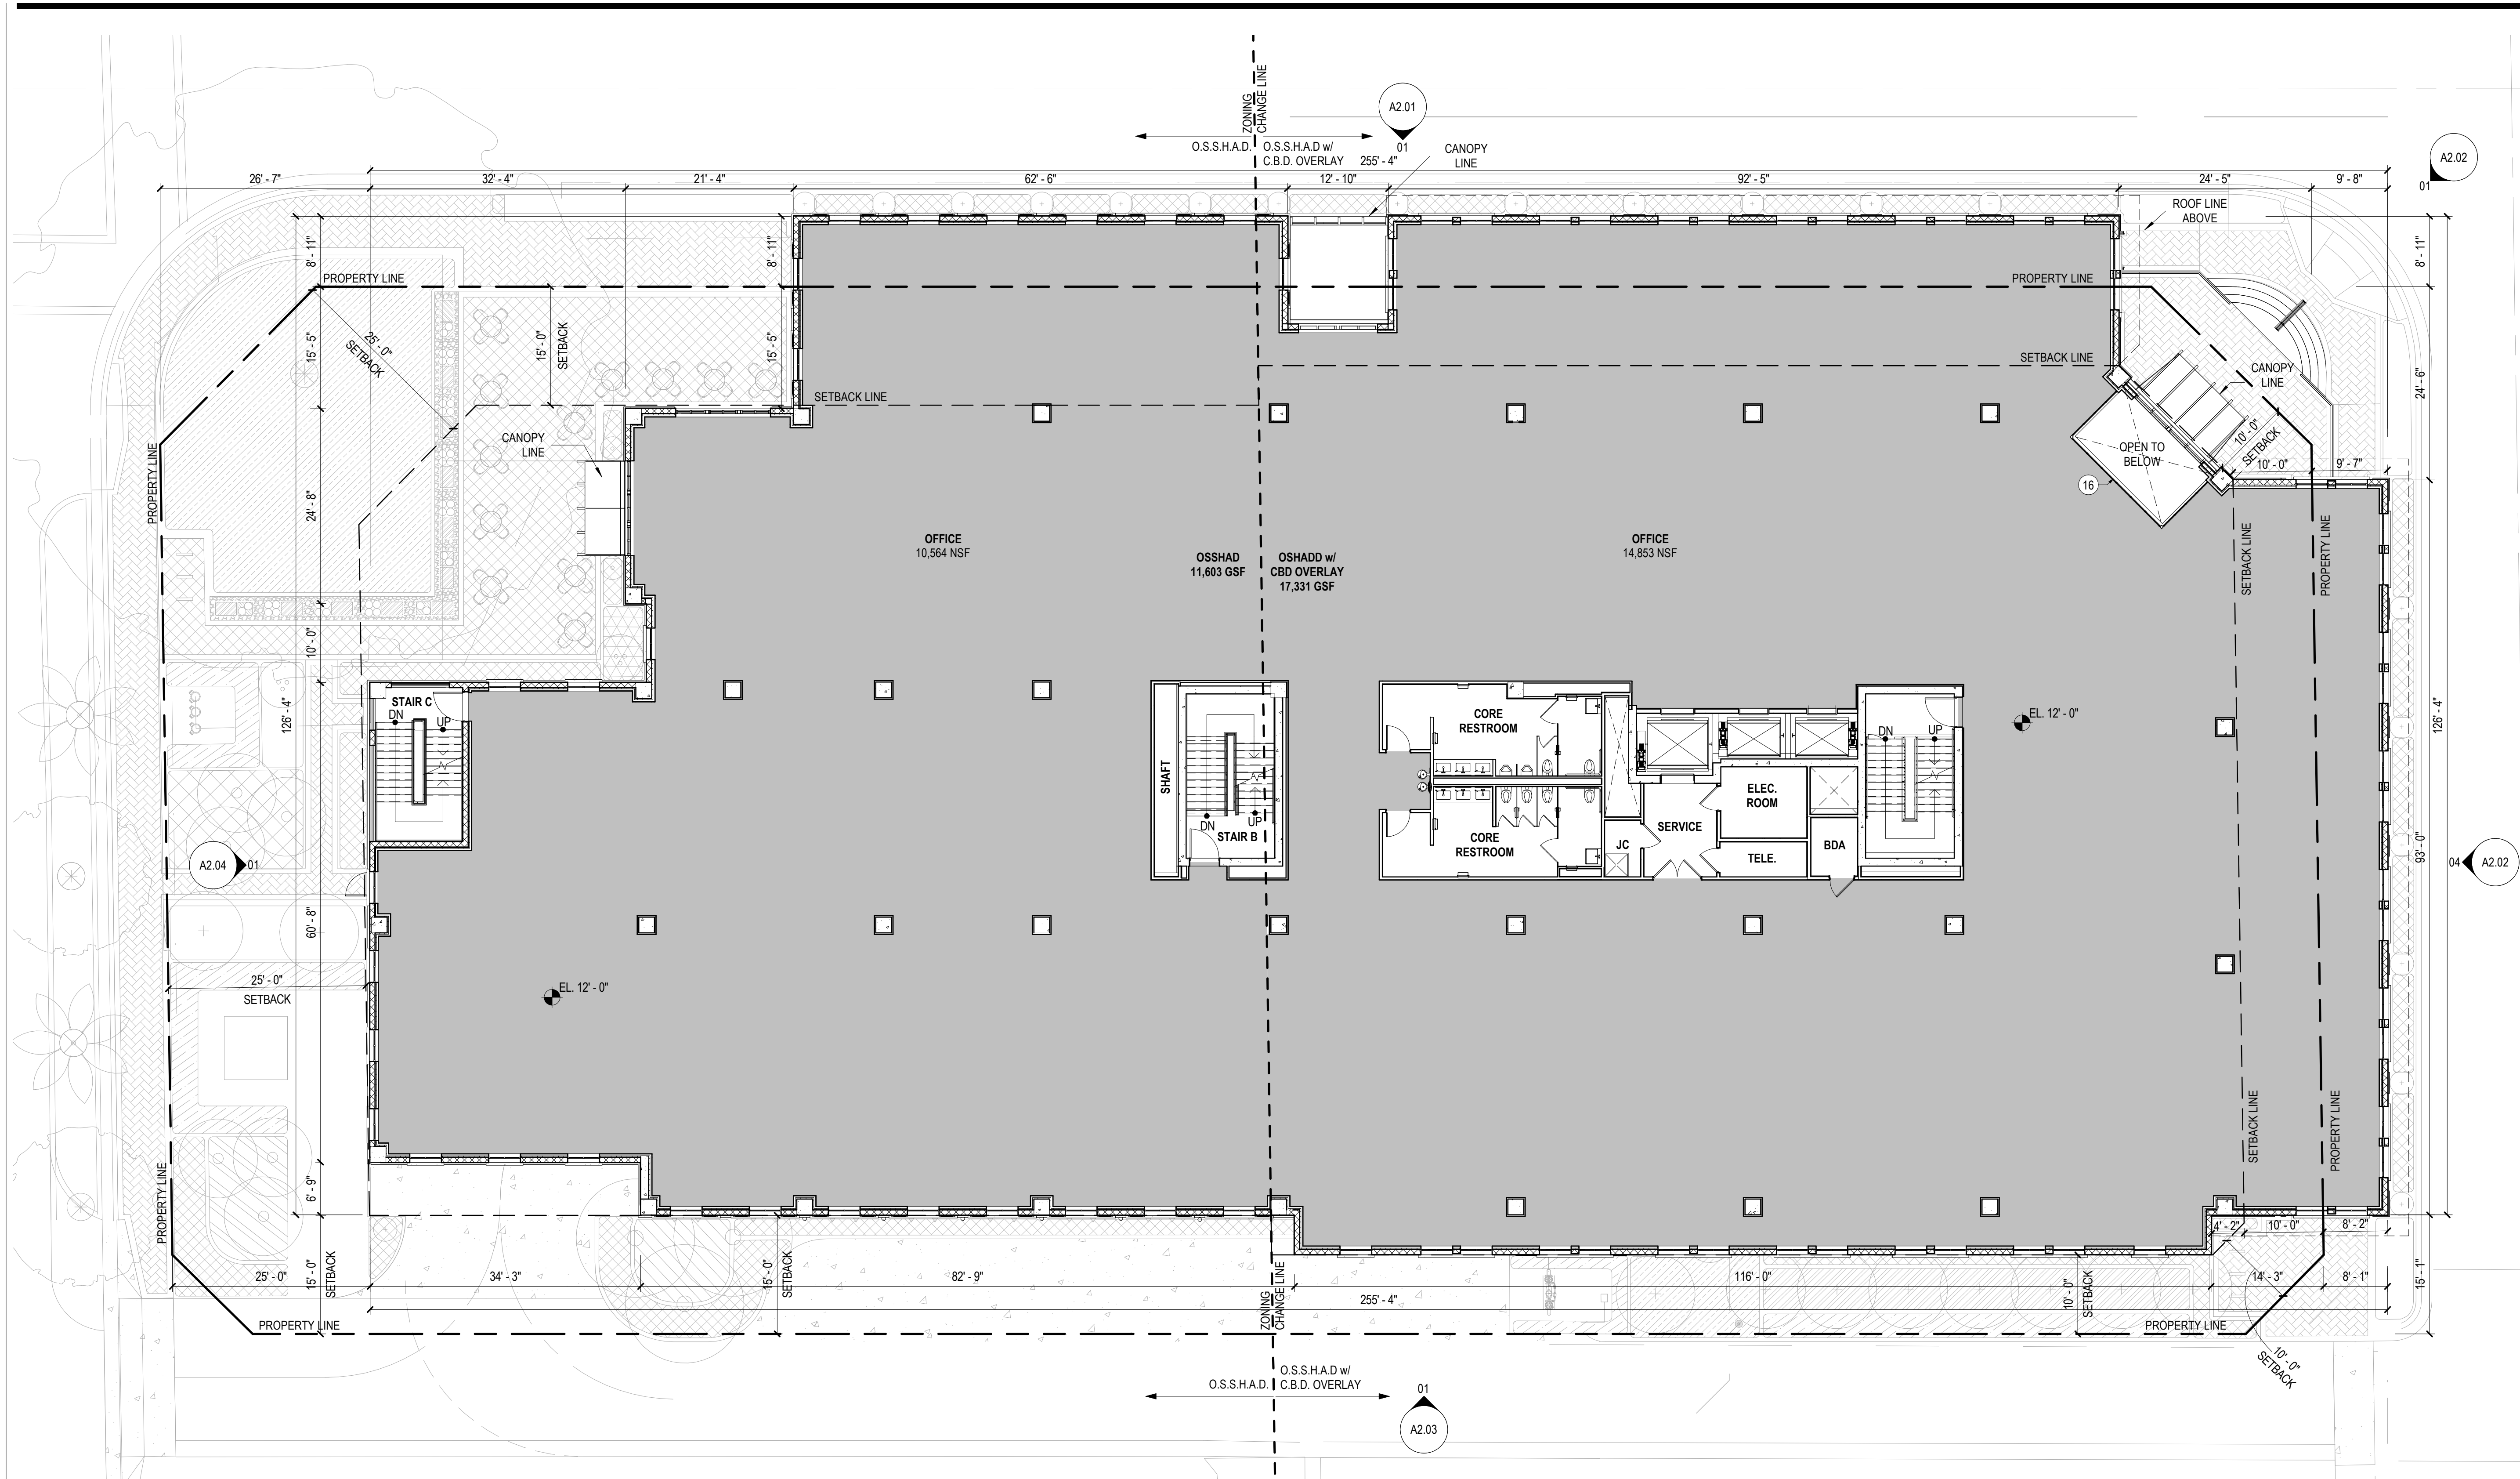 ZONING
CHANGE LINE
A2.01
01
O.S.S.H.A.D.
O.S.S.H.A.D w/
C.B.D. OVERLAY
255' - 4"
CANOPY
LINE
A2.02
01
26' - 7"
32' - 4"
21' - 4"
62' - 6"
12' - 10"
92' - 5"
24' - 5"
9' - 8"
ROOF LINE
ABOVE
8' - 11"
8' - 11"
8' - 11"
PROPERTY LINE
PROPERTY LINE
25' - 0"
SETBACK
15' - 5"
15' - 0"
SETBACK
15' - 5"
SETBACK LINE
SETBACK LINE
CANOPY
LINE
24' - 6"
CANOPY
LINE
10' - 0"
SETBACK
OPEN TO
BELOW
10' - 0"
9' - 7"
16
PROPERTY LINE
24' - 8"
OFFICE
10,564 NSF
OFFICE
14,853 NSF
OSSHAD
11,603 GSF
OSHADD w/
CBD OVERLAY
17,331 GSF
SETBACK LINE
PROPERTY LINE
10' - 0"
126' - 4"
STAIR C
DN
UP
SHAFT
DN
UP
STAIR B
CORE
RESTROOM
CORE
RESTROOM
JC
SERVICE
ELEC.
ROOM
TELE.
BDA
DN
UP
EL. 12' - 0"
126' - 4"
93' - 0"
A2.04
01
04
A2.02
60' - 8"
25' - 0"
SETBACK
EL. 12' - 0"
SETBACK LINE
PROPERTY LINE
PROPERTY LINE
6' - 9"
4' - 2"
10' - 0"
8' - 2"
25' - 0"
15' - 0"
SETBACK
34' - 3"
15' - 0"
SETBACK
82' - 9"
ZONING
CHANGE LINE
116' - 0"
255' - 4"
10' - 0"
SETBACK
14' - 3"
8' - 1"
15' - 1"
PROPERTY LINE
PROPERTY LINE
10' - 0"
SETBACK
O.S.S.H.A.D.
O.S.S.H.A.D w/
C.B.D. OVERLAY
01
A2.03